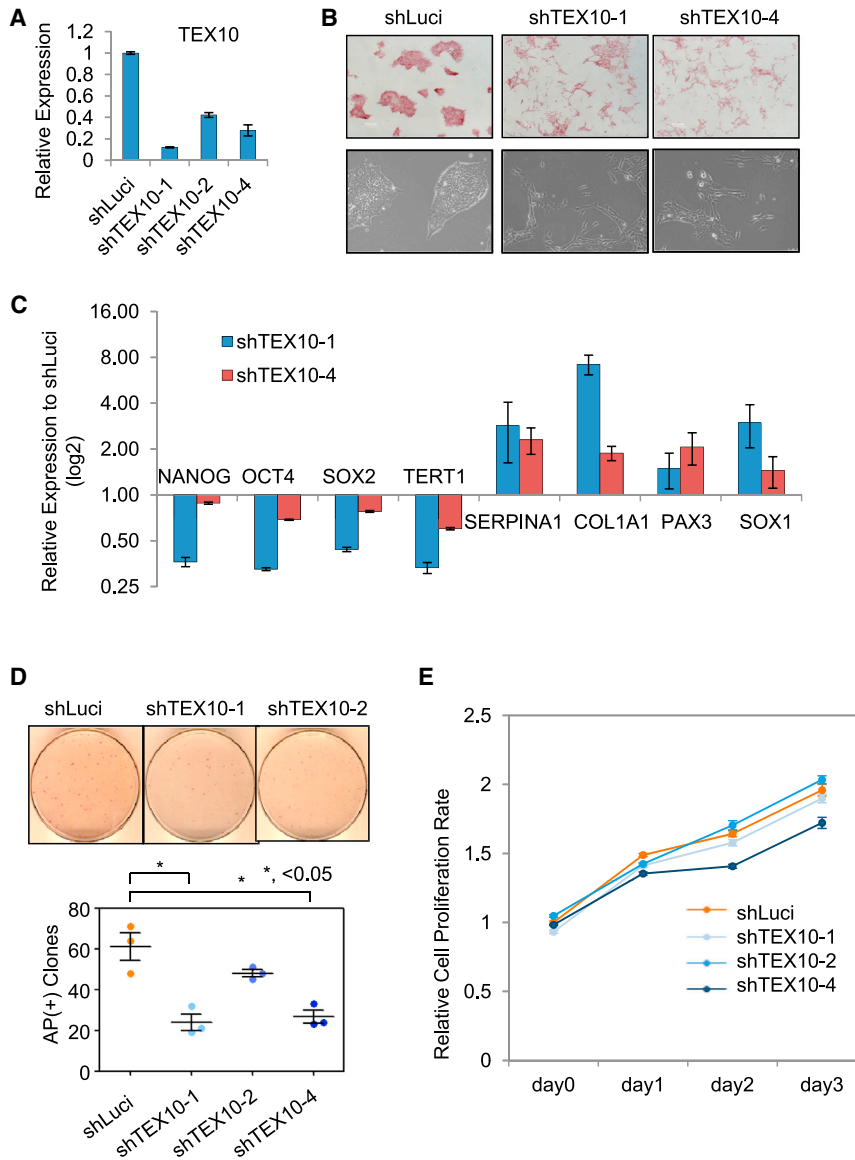 A
TEX10
Relative Expression
1.2
1
0.8
0.6
0.4
0.2
0
shLuci
shTEX10-1
shTEX10-2
shTEX10-4
B
shLuci
shTEX10-1
shTEX10-4
C
Relative Expression to shLuci
(log2)
16.00
8.00
4.00
2.00
1.00
0.50
0.25
shTEX10-1
shTEX10-4
NANOG
OCT4
SOX2
TERT1
SERPINA1
COL1A1
PAX3
SOX1
D
shLuci
shTEX10-1
shTEX10-2
*
*
*, <0.05
AP(+) Clones
80
60
40
20
0
shLuci
shTEX10-1
shTEX10-2
shTEX10-4
E
Relative Cell Proliferation Rate
2.5
2
1.5
1
0.5
0
shLuci
shTEX10-1
shTEX10-2
shTEX10-4
day0
day1
day2
day3